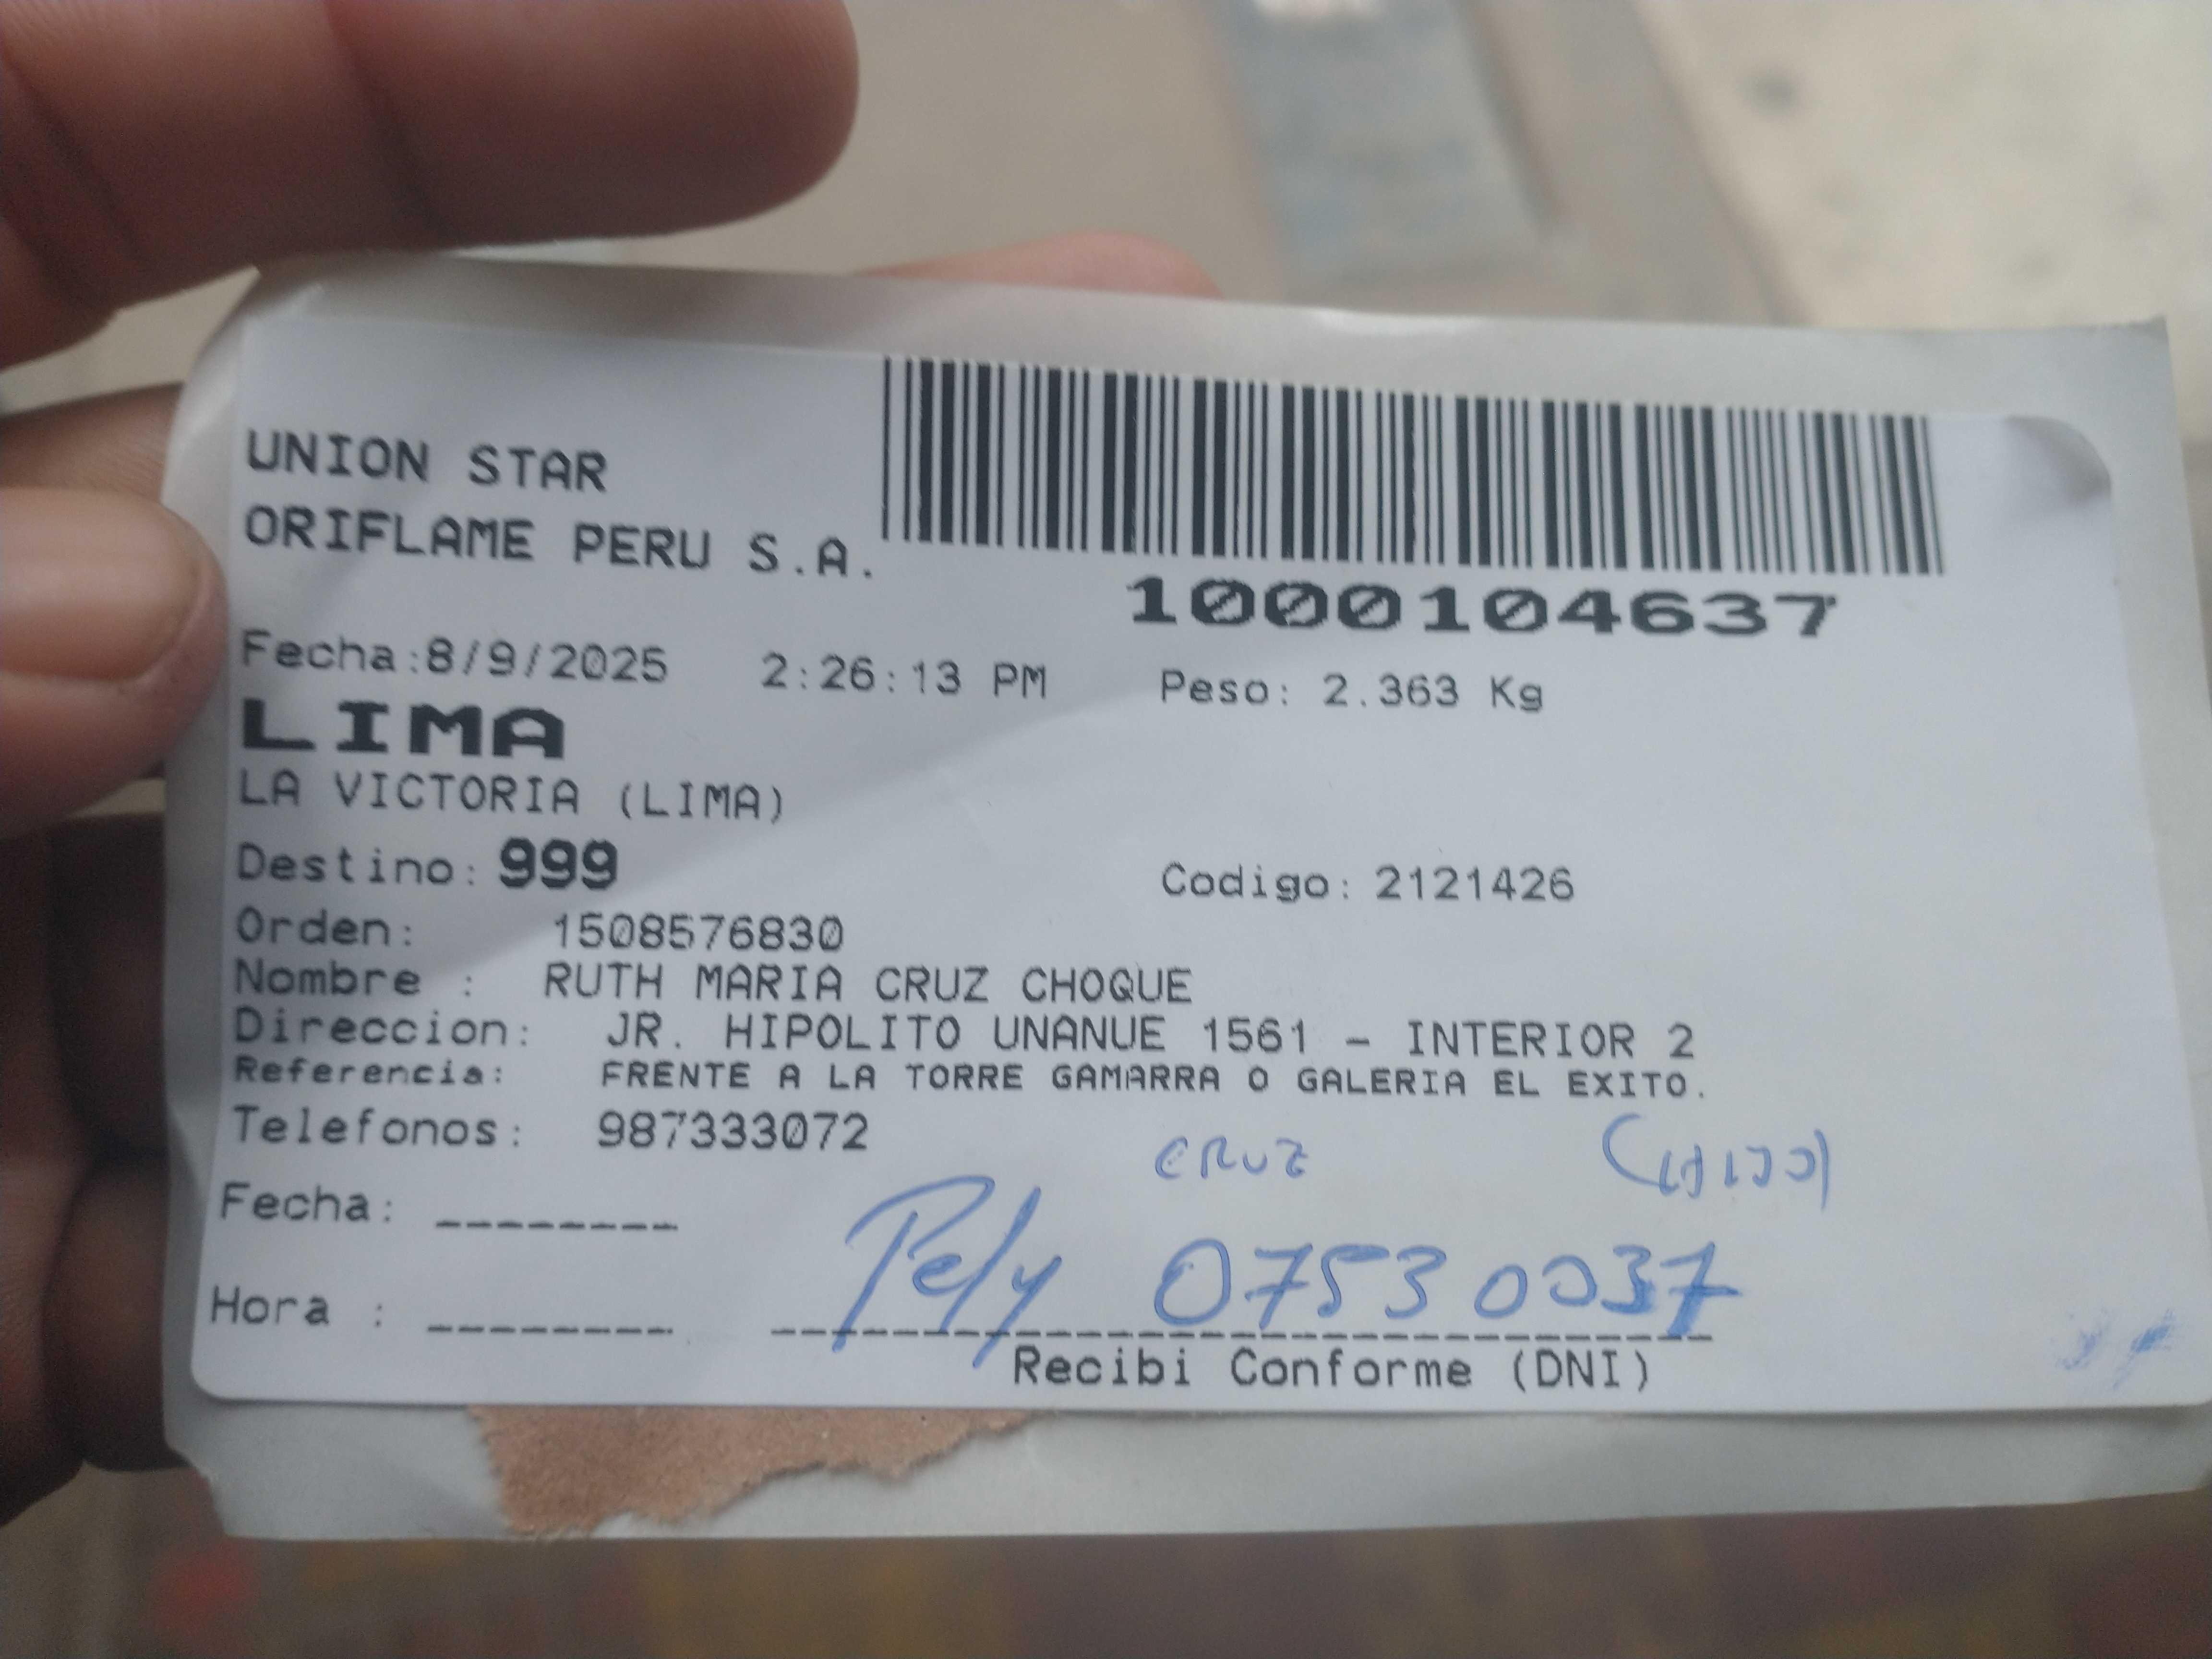 UNION STAR
ORIFLAME PERU S.A.
1000104637
Fecha:8/9/2025 2:26:13 PM Peso: 2.363 Kg
LIMA
LA VICTORIA (LIMA)
Destino: 999 Codigo: 2121426
Orden: 1508576830
Nombre : RUTH MARIA CRUZ CHOQUE
Direccion: JR. HIPOLITO UNANUE 1561 - INTERIOR 2
Referencia: FRENTE A LA TORRE GAMARRA O GALERIA EL EXITO.
Telefonos: 987333072
CRUZ
Fecha: ________
07530037
Hora : ________
Recibi Conforme (DNI)